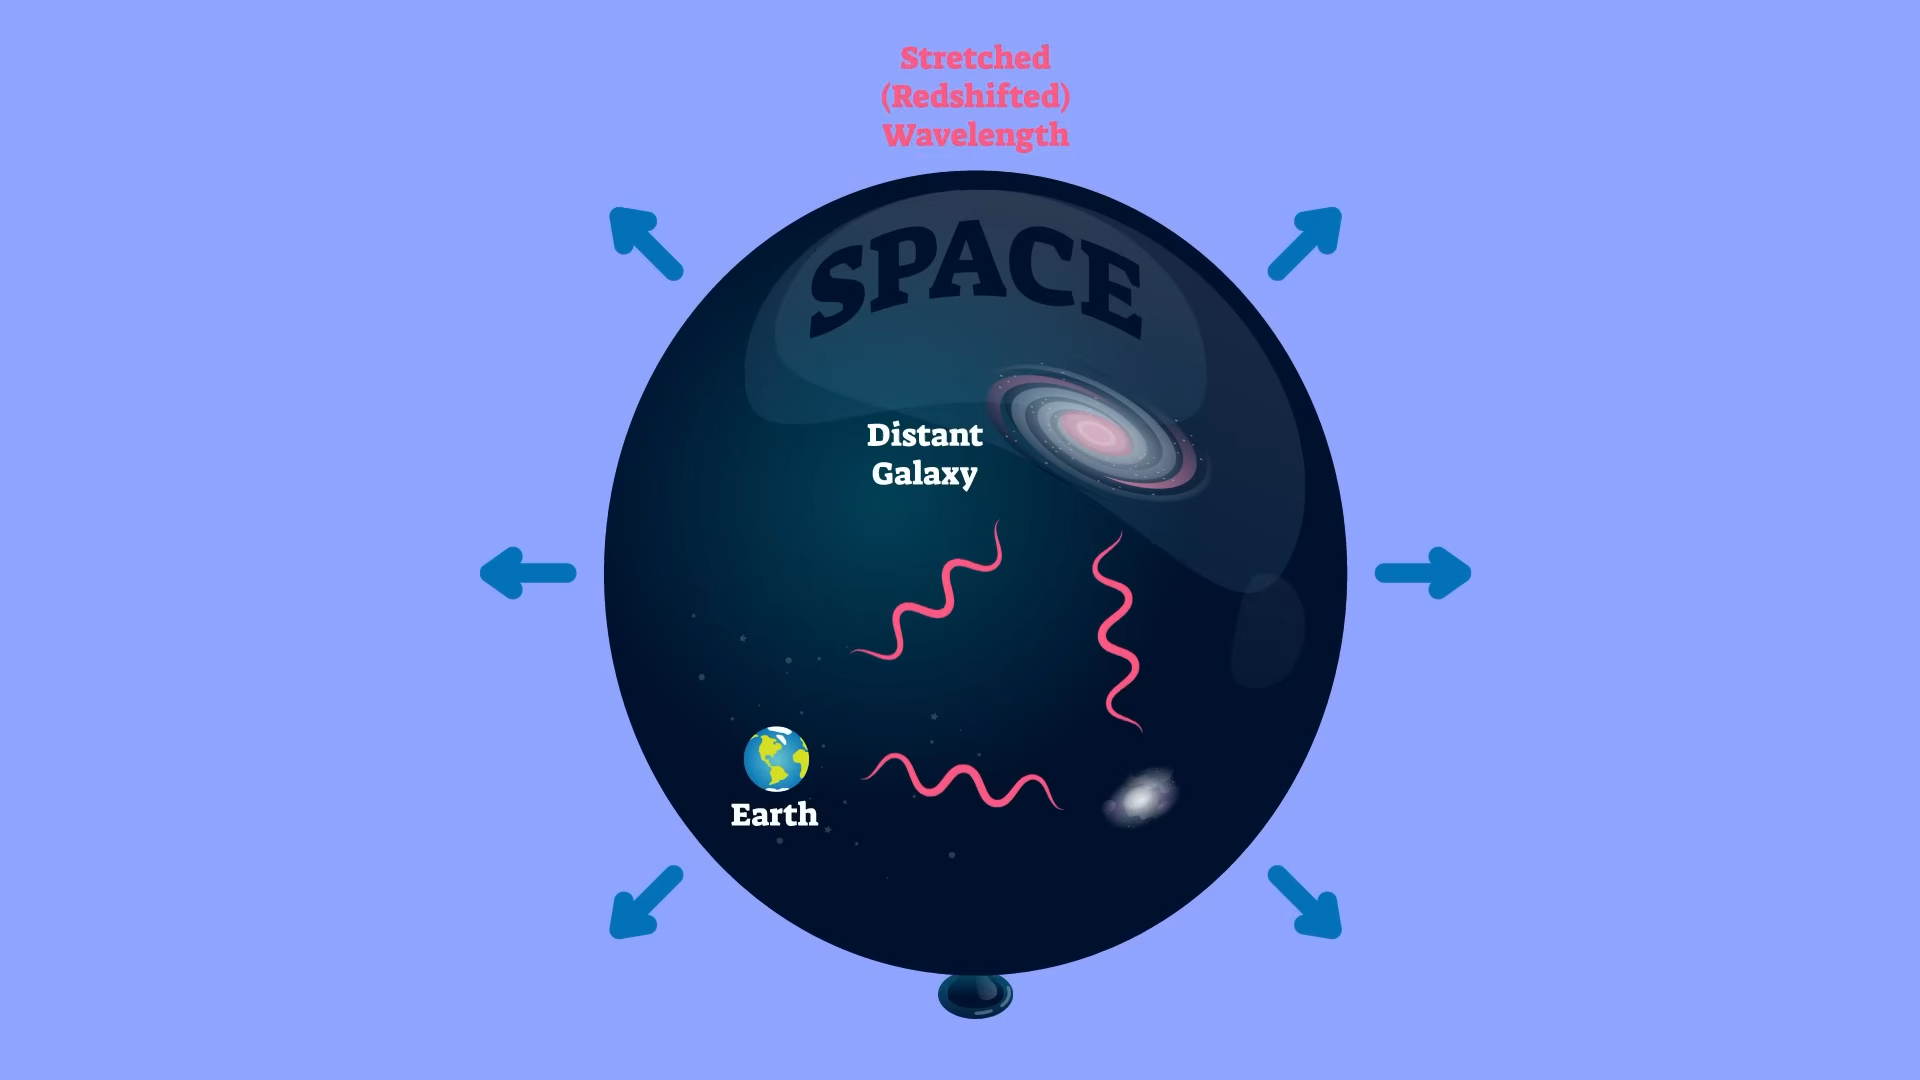 Stretched
(Redshifted)
Wavelength
SPACE
Distant
Galaxy
Earth